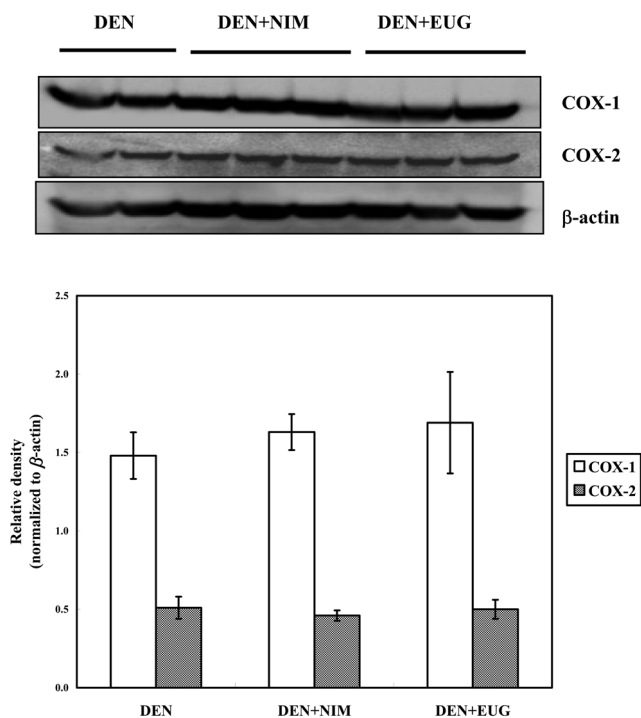 DEN DEN+NIM DEN+EUG
COX-1
COX-2
β-actin
2.5
2.0
1.5
1.0
0.5
0.0
Relative density
(normalized to β-actin)
DEN DEN+NIM DEN+EUG
COX-1
COX-2